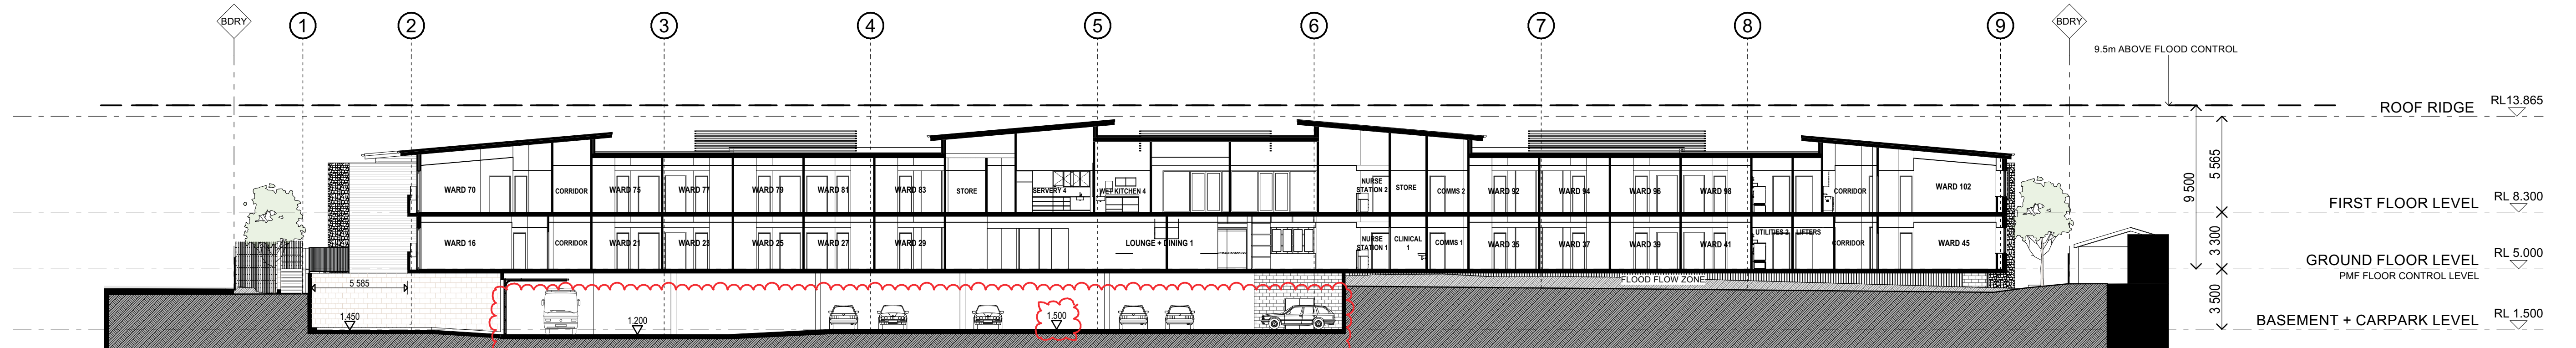 BDRY
1
2
3
4
5
6
7
8
9
BDRY
9.5m ABOVE FLOOD CONTROL
ROOF RIDGE
RL13.865
9 500
5 565
WARD 70
CORRIDOR
WARD 75
WARD 77
WARD 79
WARD 81
WARD 83
STORE
SERVERY 4
WET KITCHEN 4
NURSE
STATION 2
STORE
COMMS 2
WARD 92
WARD 94
WARD 96
WARD 98
CORRIDOR
WARD 102
FIRST FLOOR LEVEL
RL 8.300
3 300
WARD 16
CORRIDOR
WARD 21
WARD 23
WARD 25
WARD 27
WARD 29
LOUNGE + DINING 1
NURSE
STATION 1
CLINICAL
1
COMMS 1
WARD 35
WARD 37
WARD 39
WARD 41
UTILITIES 2
LIFTERS
CORRIDOR
WARD 45
GROUND FLOOR LEVEL
RL 5.000
PMF FLOOR CONTROL LEVEL
5 585
FLOOD FLOW ZONE
3 500
1.450
1.200
1.500
BASEMENT + CARPARK LEVEL
RL 1.500